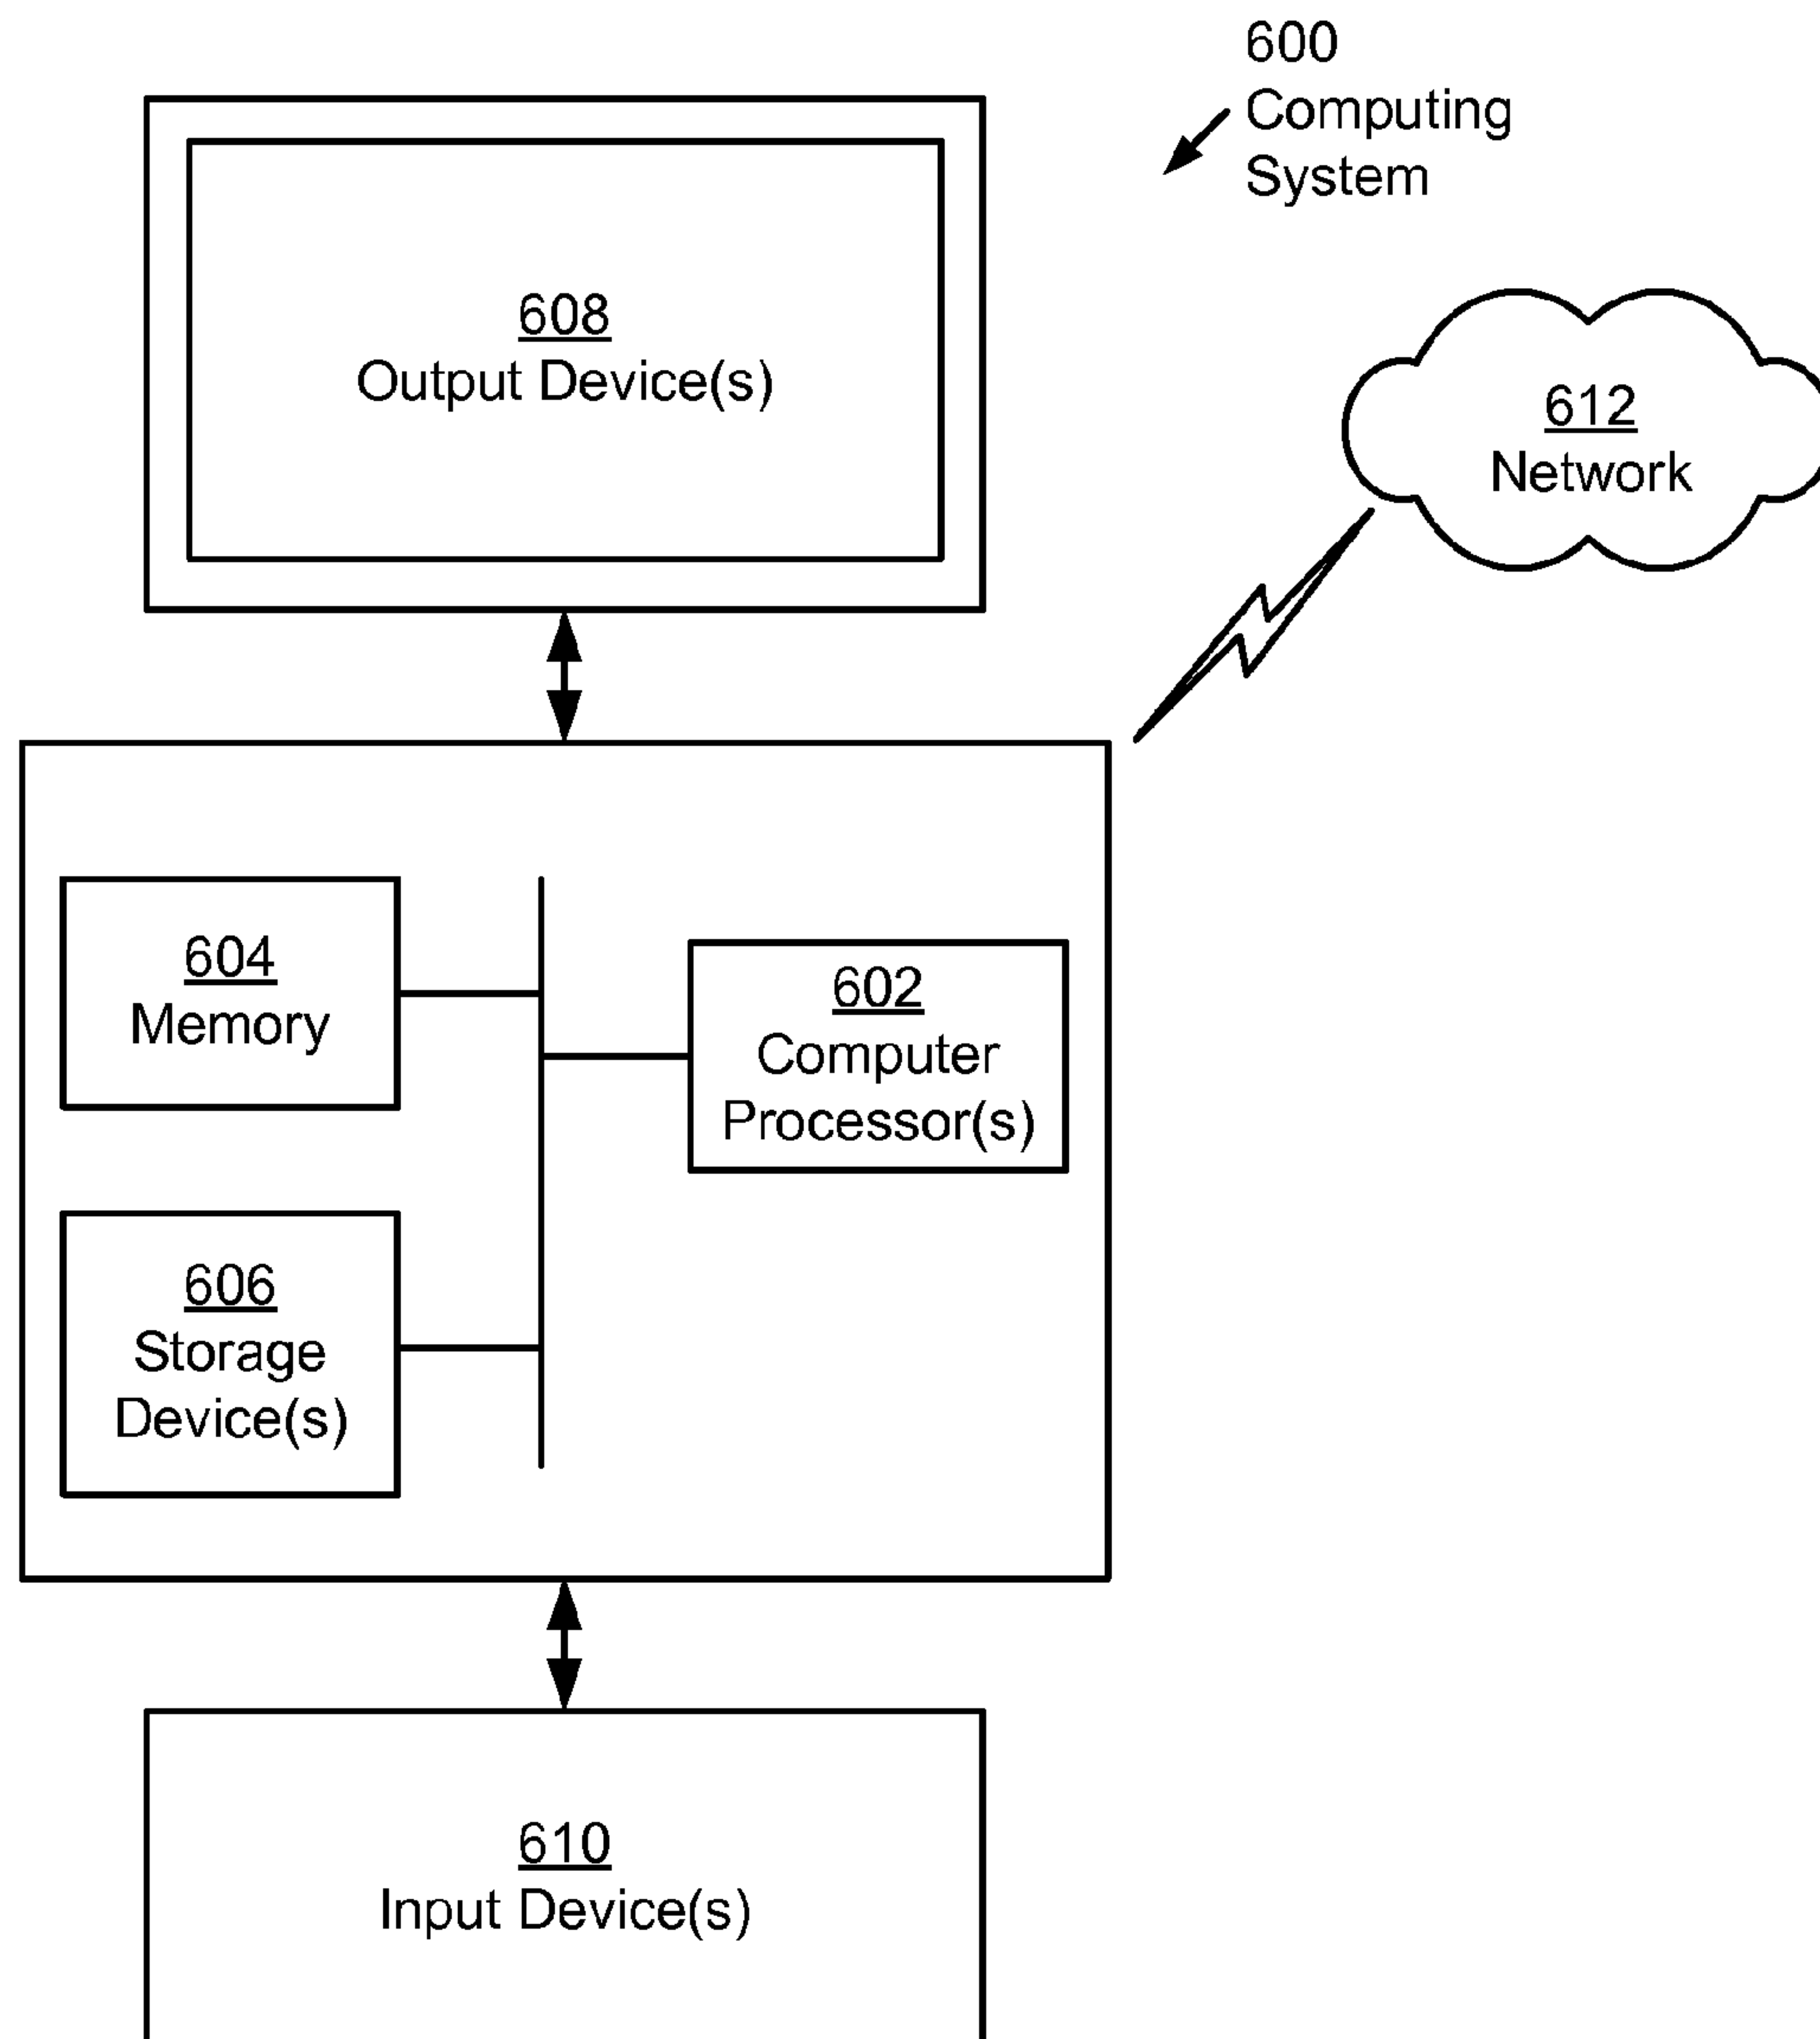 600
Computing
System
608
Output Device(s)
612
Network
604
Memory
602
Computer
Processor(s)
606
Storage
Device(s)
610
Input Device(s)